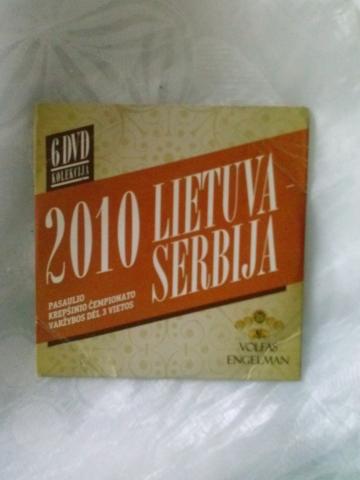 6 DVD
KOLEKCIJA
2010 LIETUVA -
SERBIJA
PASAULIO
KREPŠINIO ČEMPIONATO
VARŽYBOS DĖL 3 VIETOS
VOLFAS
ENGELMAN